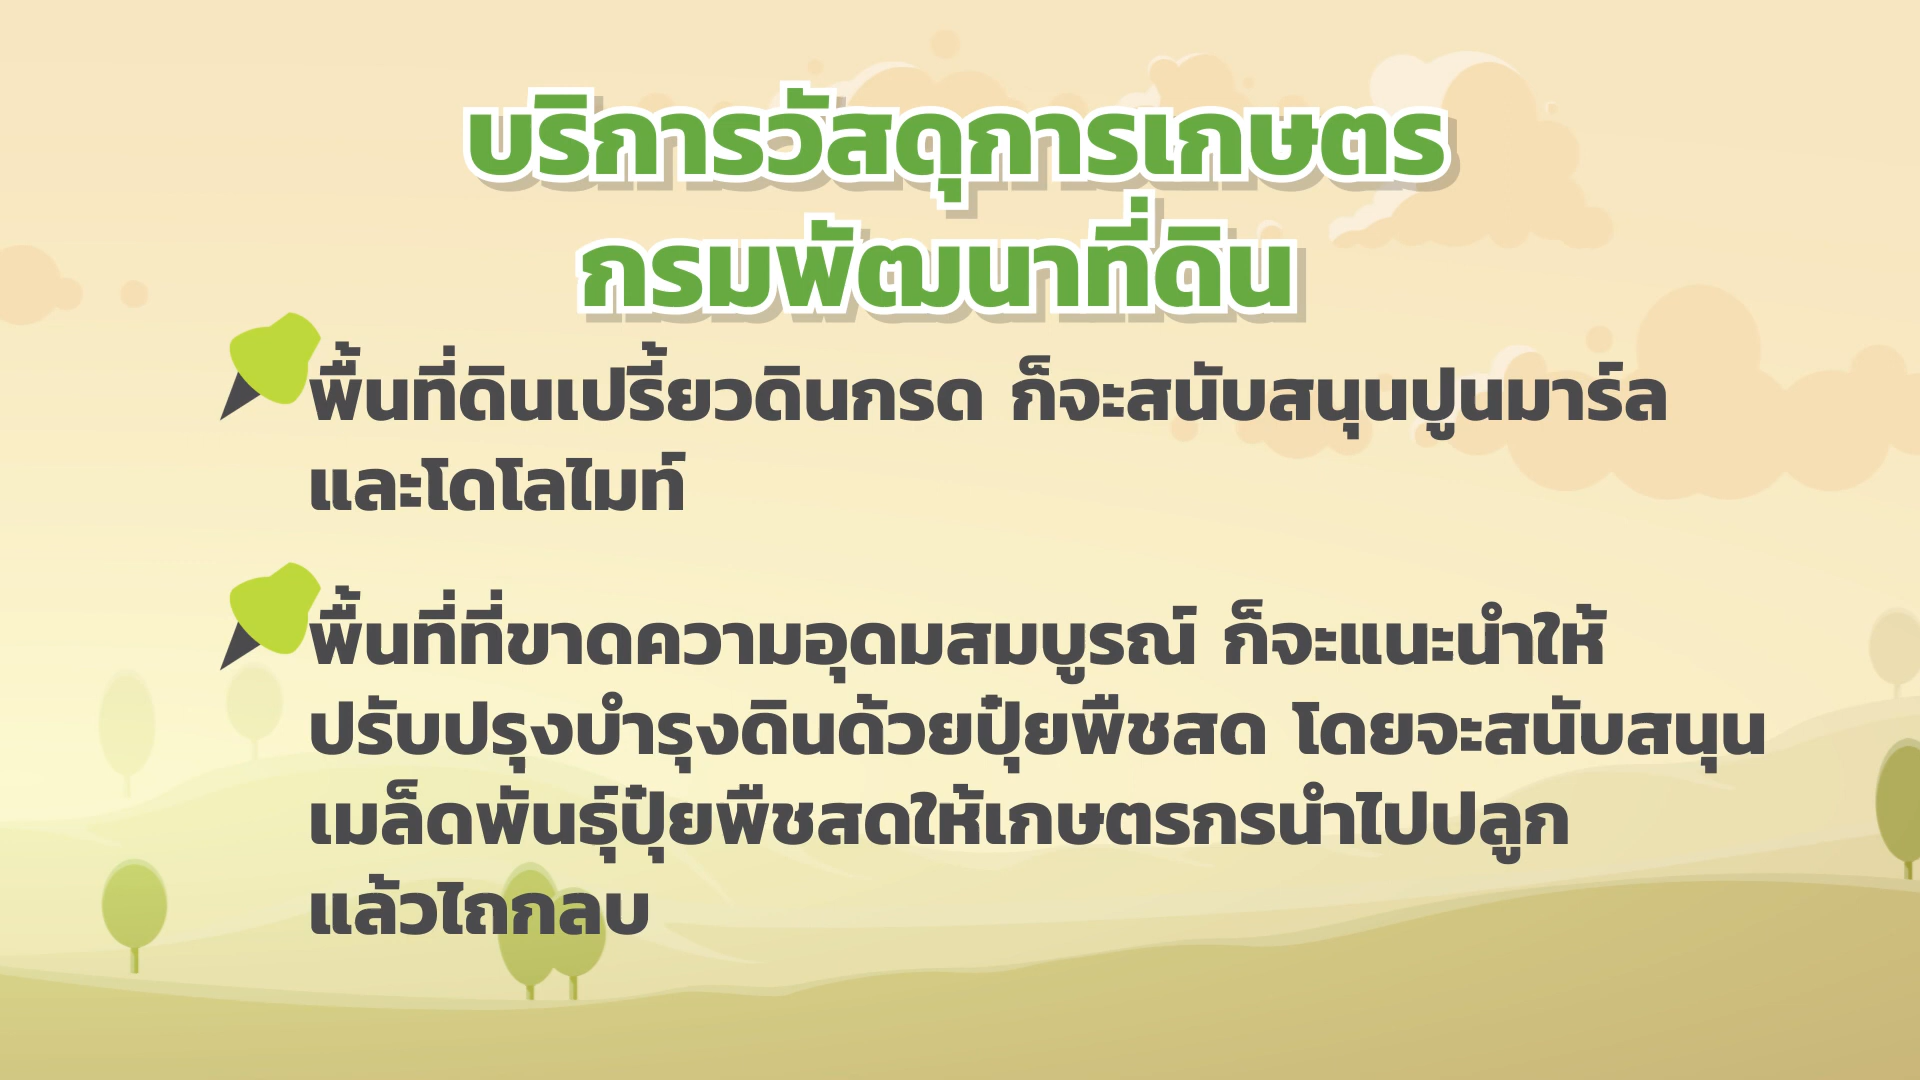 บริการวัสดุการเกษตร
กรมพัฒนาที่ดิน
พื้นที่ดินเปรี้ยวดินกรด ก็จะสนับสนุนปูนมาร์ล
และโดโลไมท์
พื้นที่ที่ขาดความอุดมสมบูรณ์ ก็จะแนะนำให้
ปรับปรุงบำรุงดินด้วยปุ๋ยพืชสด โดยจะสนับสนุน
เมล็ดพันธุ์ปุ๋ยพืชสดให้เกษตรกรนำไปปลูก
แล้วไถกลบ